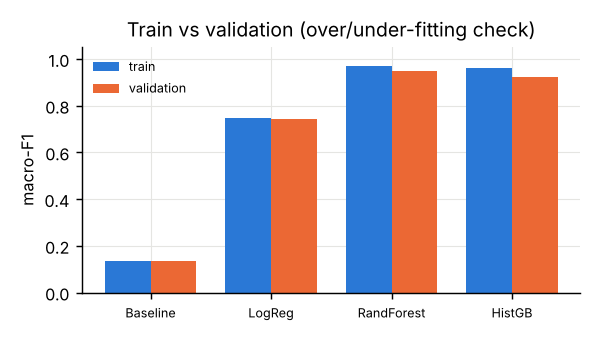 Train vs validation (over/under-fitting check)
train
validation
macro-F1
1.0
0.8
0.6
0.4
0.2
0.0
Baseline LogReg RandForest HistGB